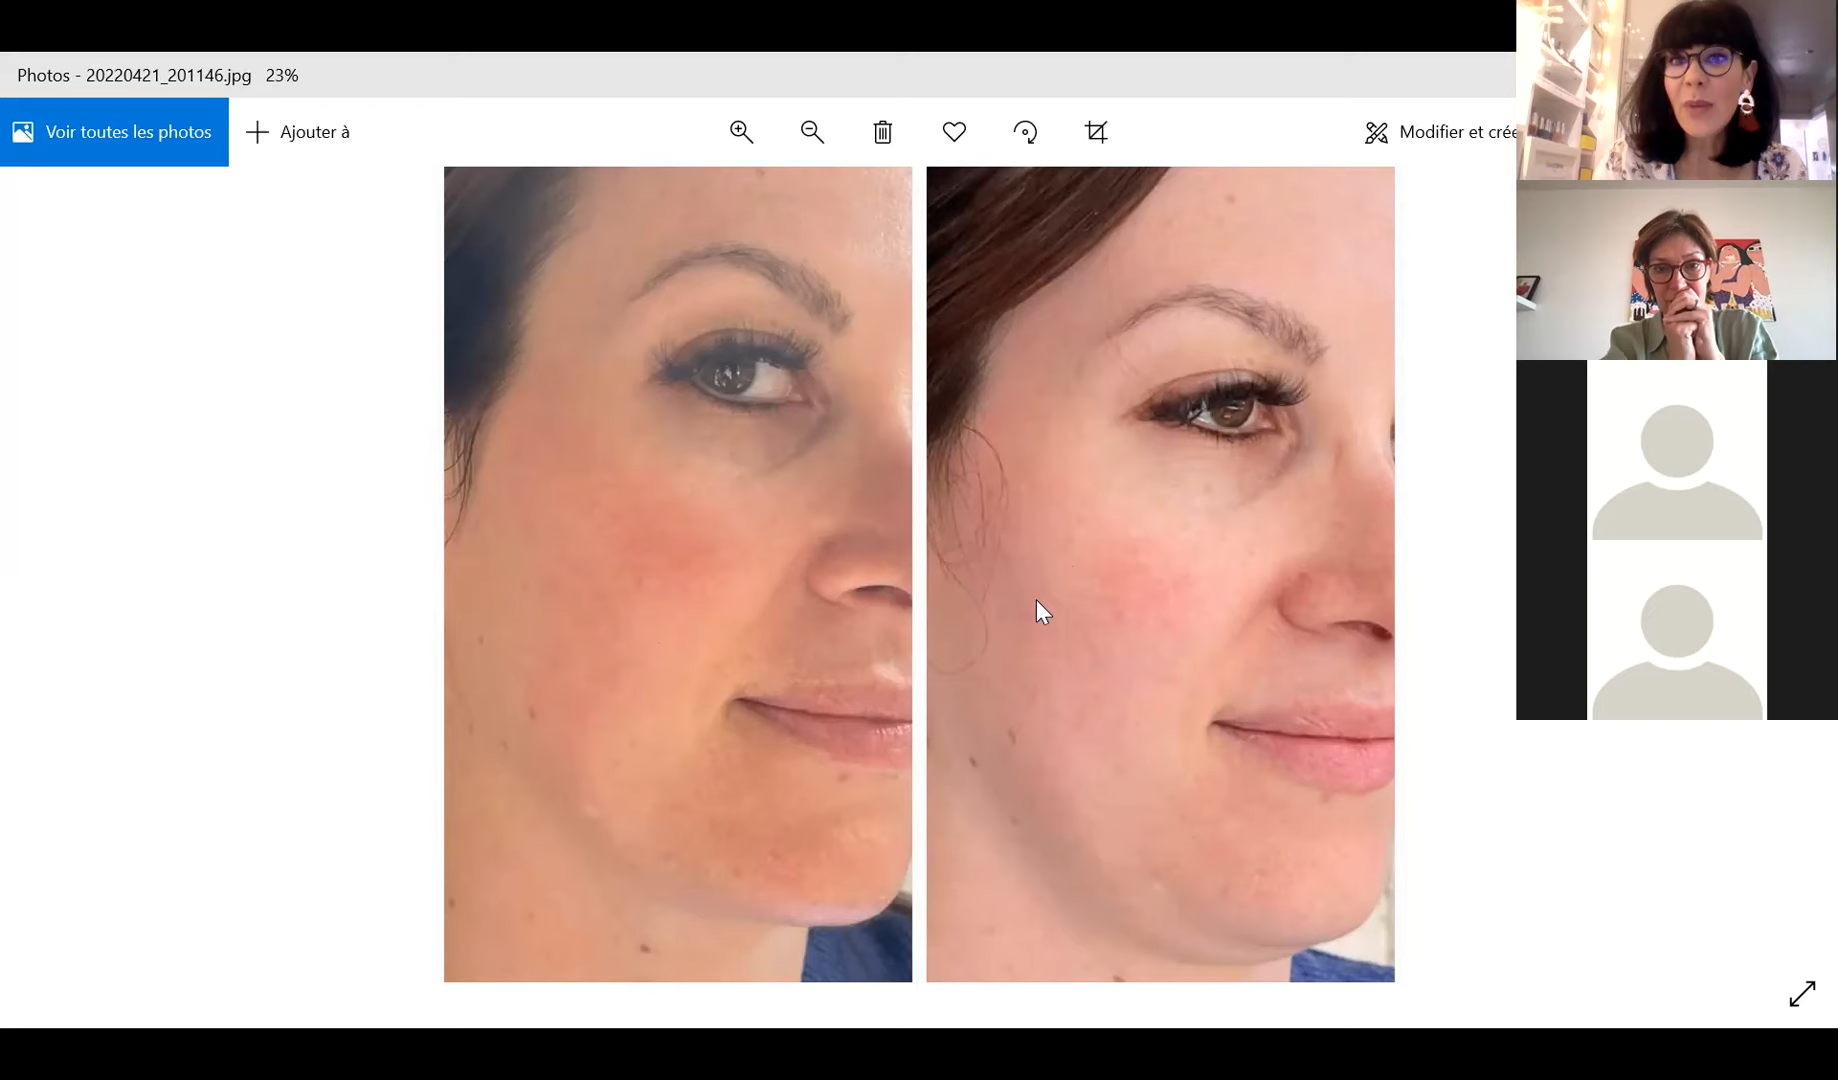 Photos - 20220421_201146.jpg 23%
Voir toutes les photos
Ajouter à
Modifier et crée